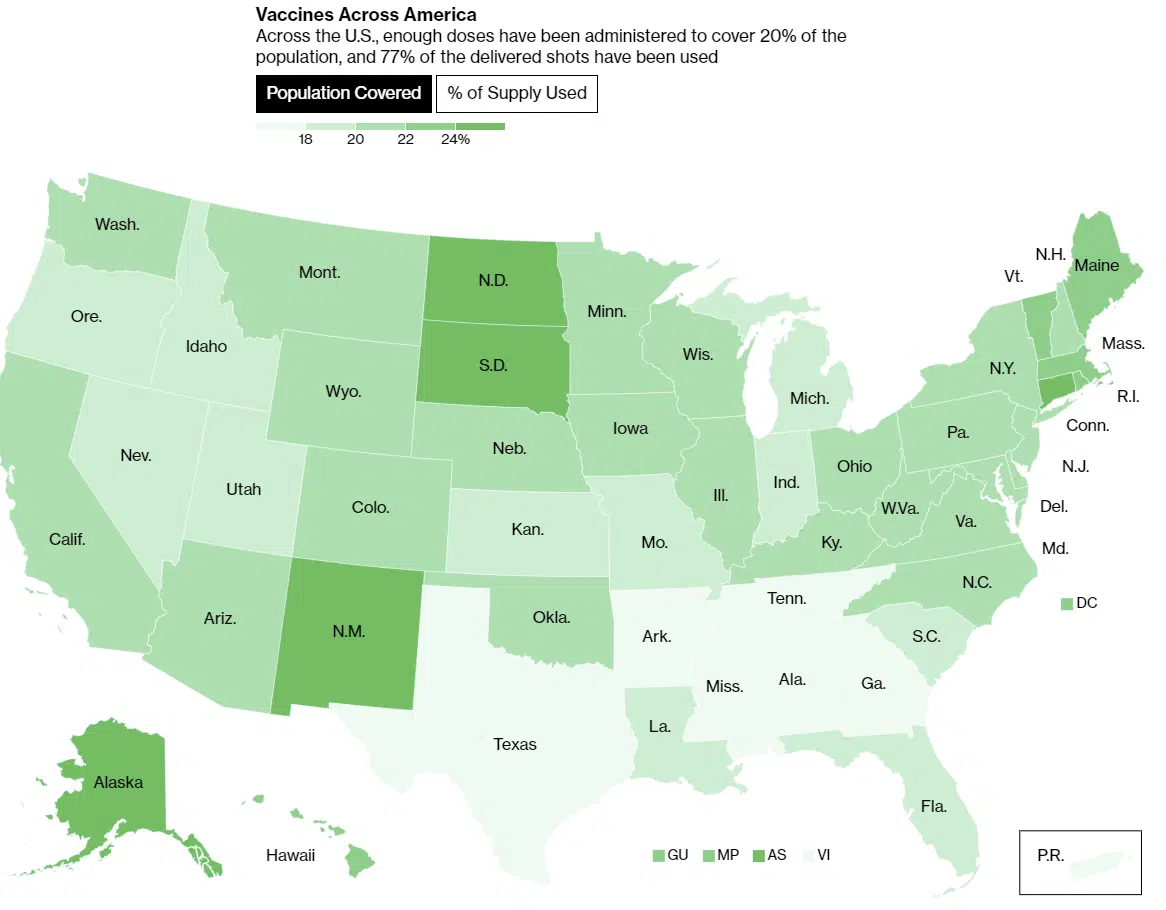 Vaccines Across America
Across the U.S., enough doses have been administered to cover 20% of the
population, and 77% of the delivered shots have been used
Population Covered
% of Supply Used
18 20 22 24%
Wash.
Mont.
N.D.
Minn.
N.H.
Maine
Vt.
Ore.
Idaho
S.D.
Wis.
N.Y.
Mass.
Wyo.
Mich.
R.I.
Iowa
Pa.
Conn.
Nev.
Neb.
Ohio
N.J.
Utah
Colo.
Ill.
Ind.
W.Va.
Del.
Calif.
Kan.
Mo.
Ky.
Va.
Md.
N.C.
DC
Ariz.
N.M.
Okla.
Ark.
Tenn.
S.C.
Miss.
Ala.
Ga.
Texas
La.
Alaska
Fla.
Hawaii
GU MP AS VI
P.R.